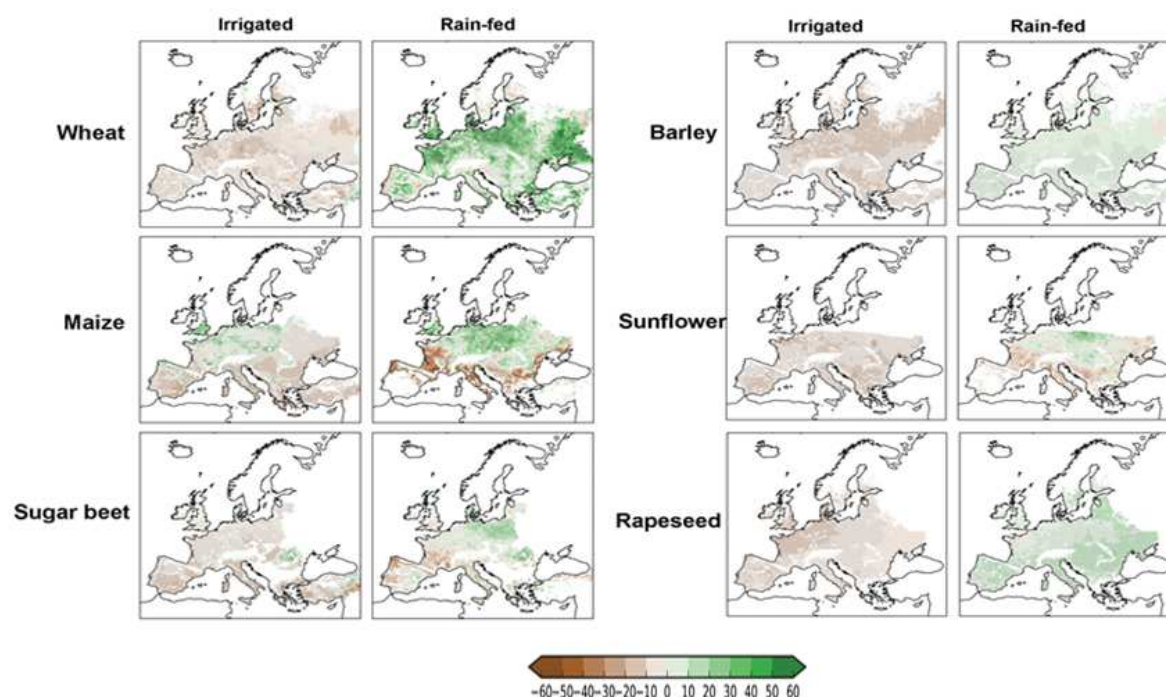 Irrigated Rain-fed Irrigated Rain-fed
Wheat Barley
Maize Sunflower
Sugar beet Rapeseed
−60−50−40−30−20−10 0 10 20 30 40 50 60